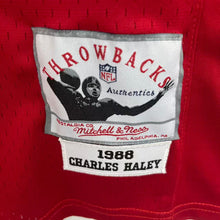 THROWBACKS
NFL
Authentics
NOSTALGIA CO.
Mitchell & Ness
PHILADELPHIA, PA
1988
CHARLES HALEY